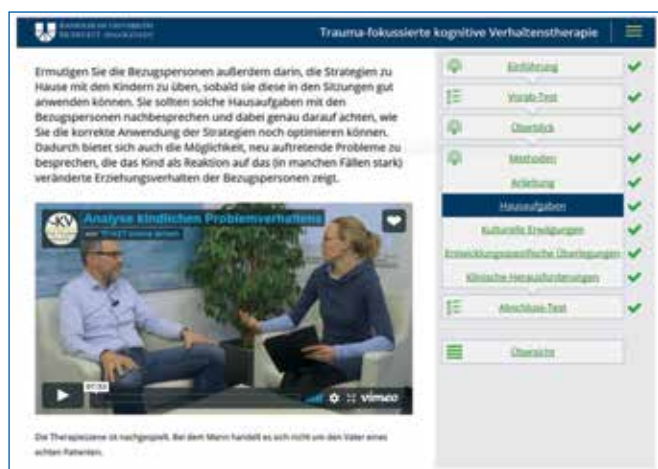 KATHOLISCHE UNIVERSITÄT
EICHSTÄTT-INGOLSTADT
Trauma-fokussierte kognitive Verhaltenstherapie
Ermutigen Sie die Bezugspersonen außerdem darin, die Strategien zu
Hause mit den Kindern zu üben, sobald sie diese in den Sitzungen gut
anwenden können. Sie sollten solche Hausaufgaben mit den
Bezugspersonen nachbesprechen und dabei genau darauf achten, wie
Sie die korrekte Anwendung der Strategien noch optimieren können.
Dadurch bietet sich auch die Möglichkeit, neu auftretende Probleme zu
besprechen, die das Kind als Reaktion auf das (in manchen Fällen stark)
veränderte Erziehungsverhalten der Bezugspersonen zeigt.
KV
Analyse kindlichen Problemverhaltens
von
vimeo
Die Therapieszene ist nachgespielt. Bei dem Mann handelt es sich nicht um den Vater eines
echten Patienten.
Einführung
Vorab-Test
Überblick
Methoden
Anleitung
Hausaufgaben
Kulturelle Erwägungen
Entwicklungsspezifische Überlegungen
Klinische Herausforderungen
Abschluss-Test
Übersicht